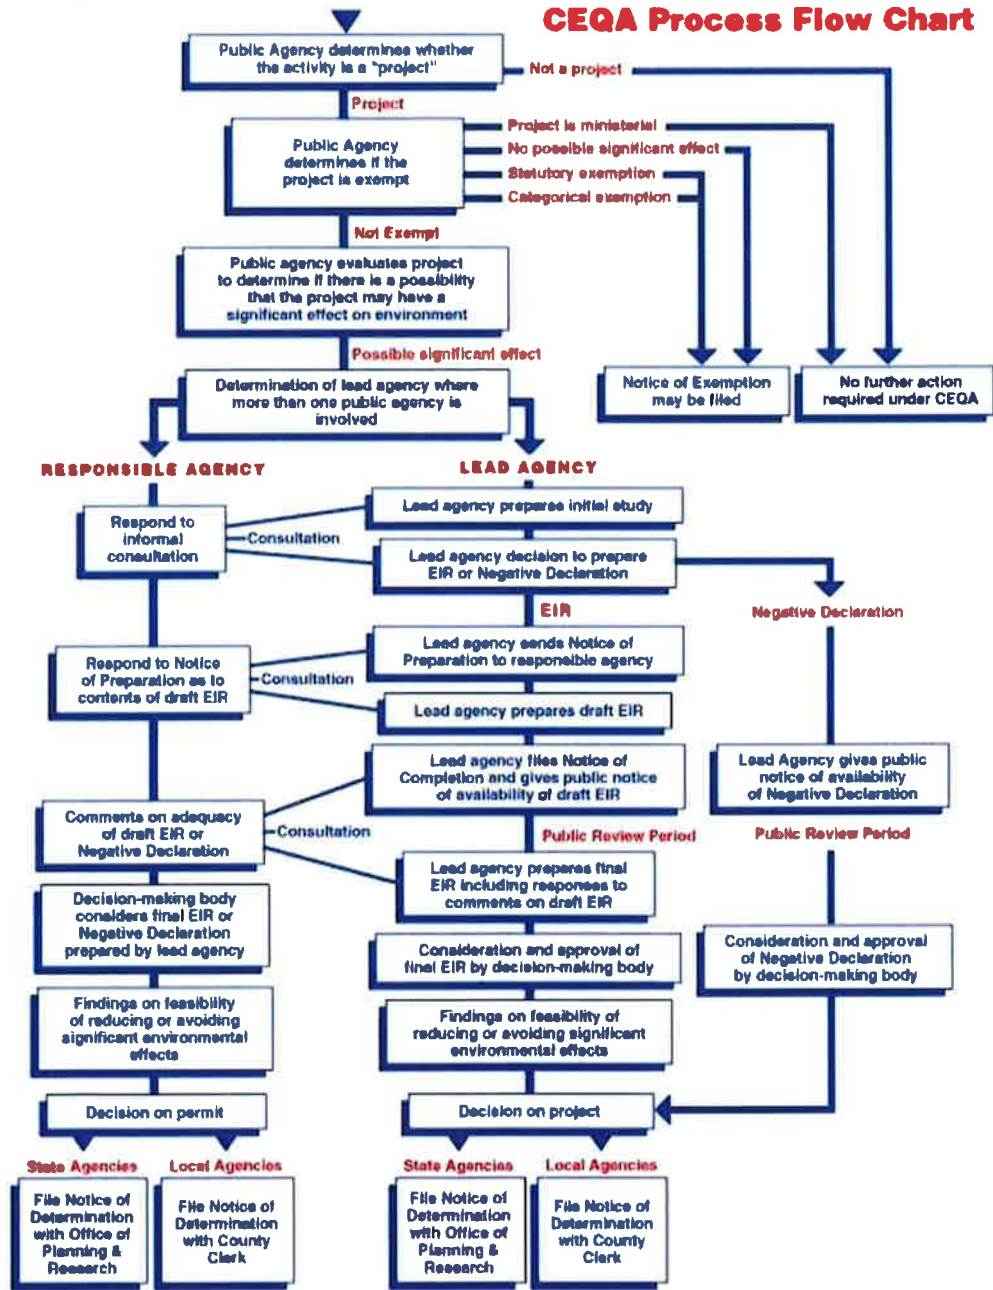 CEQA Process Flow Chart
Public Agency determines whether
the activity is a "project"
Not a project
Project
Public Agency
determines if the
project is exempt
Project is ministerial
No possible significant effect
Statutory exemption
Categorical exemption
Not Exempt
Public agency evaluates project
to determine if there is a possibility
that the project may have a
significant effect on environment
Possible significant effect
Notice of Exemption
may be filed
No further action
required under CEQA
Determination of lead agency where
more than one public agency is
involved
RESPONSIBLE AGENCY
LEAD AGENCY
Respond to
informal
consultation
Consultation
Lead agency prepares initial study
Lead agency decision to prepare
EIR or Negative Declaration
EIR
Negative Declaration
Respond to Notice
of Preparation as to
contents of draft EIR
Consultation
Lead agency sends Notice of
Preparation to responsible agency
Lead agency prepares draft EIR
Lead agency files Notice of
Completion and gives public notice
of availability of draft EIR
Lead Agency gives public
notice of availability
of Negative Declaration
Comments on adequacy
of draft EIR or
Negative Declaration
Consultation
Public Review Period
Public Review Period
Lead agency prepares final
EIR including responses to
comments on draft EIR
Decision-making body
considers final EIR or
Negative Declaration
prepared by lead agency
Consideration and approval of
final EIR by decision-making body
Consideration and approval
of Negative Declaration
by decision-making body
Findings on feasibility
of reducing or avoiding
significant environmental
effects
Findings on feasibility of
reducing or avoiding significant
environmental effects
Decision on permit
Decision on project
State Agencies
Local Agencies
State Agencies
Local Agencies
File Notice of
Determination
with Office of
Planning &
Research
File Notice of
Determination
with County
Clerk
File Notice of
Determination
with Office of
Planning &
Research
File Notice of
Determination
with County
Clerk